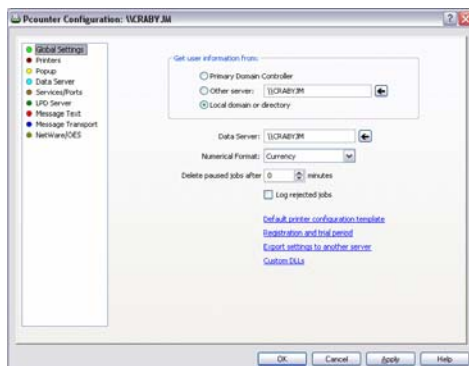 Pcounter Configuration: \\CRABYJM
Global Settings
Printers
Popup
Data Server
Services/Ports
LPD Server
Message Text
Message Transport
NetWare/OES
Get user information from:
Primary Domain Controller
Other server: \\CRABYJM
Local domain or directory
Data Server: \\CRABYJM
Numerical Format: Currency
Delete paused jobs after 0 minutes
Log rejected jobs
Default printer configuration template
Registration and trial period
Export settings to another server
Custom DLLs
OK Cancel Apply Help